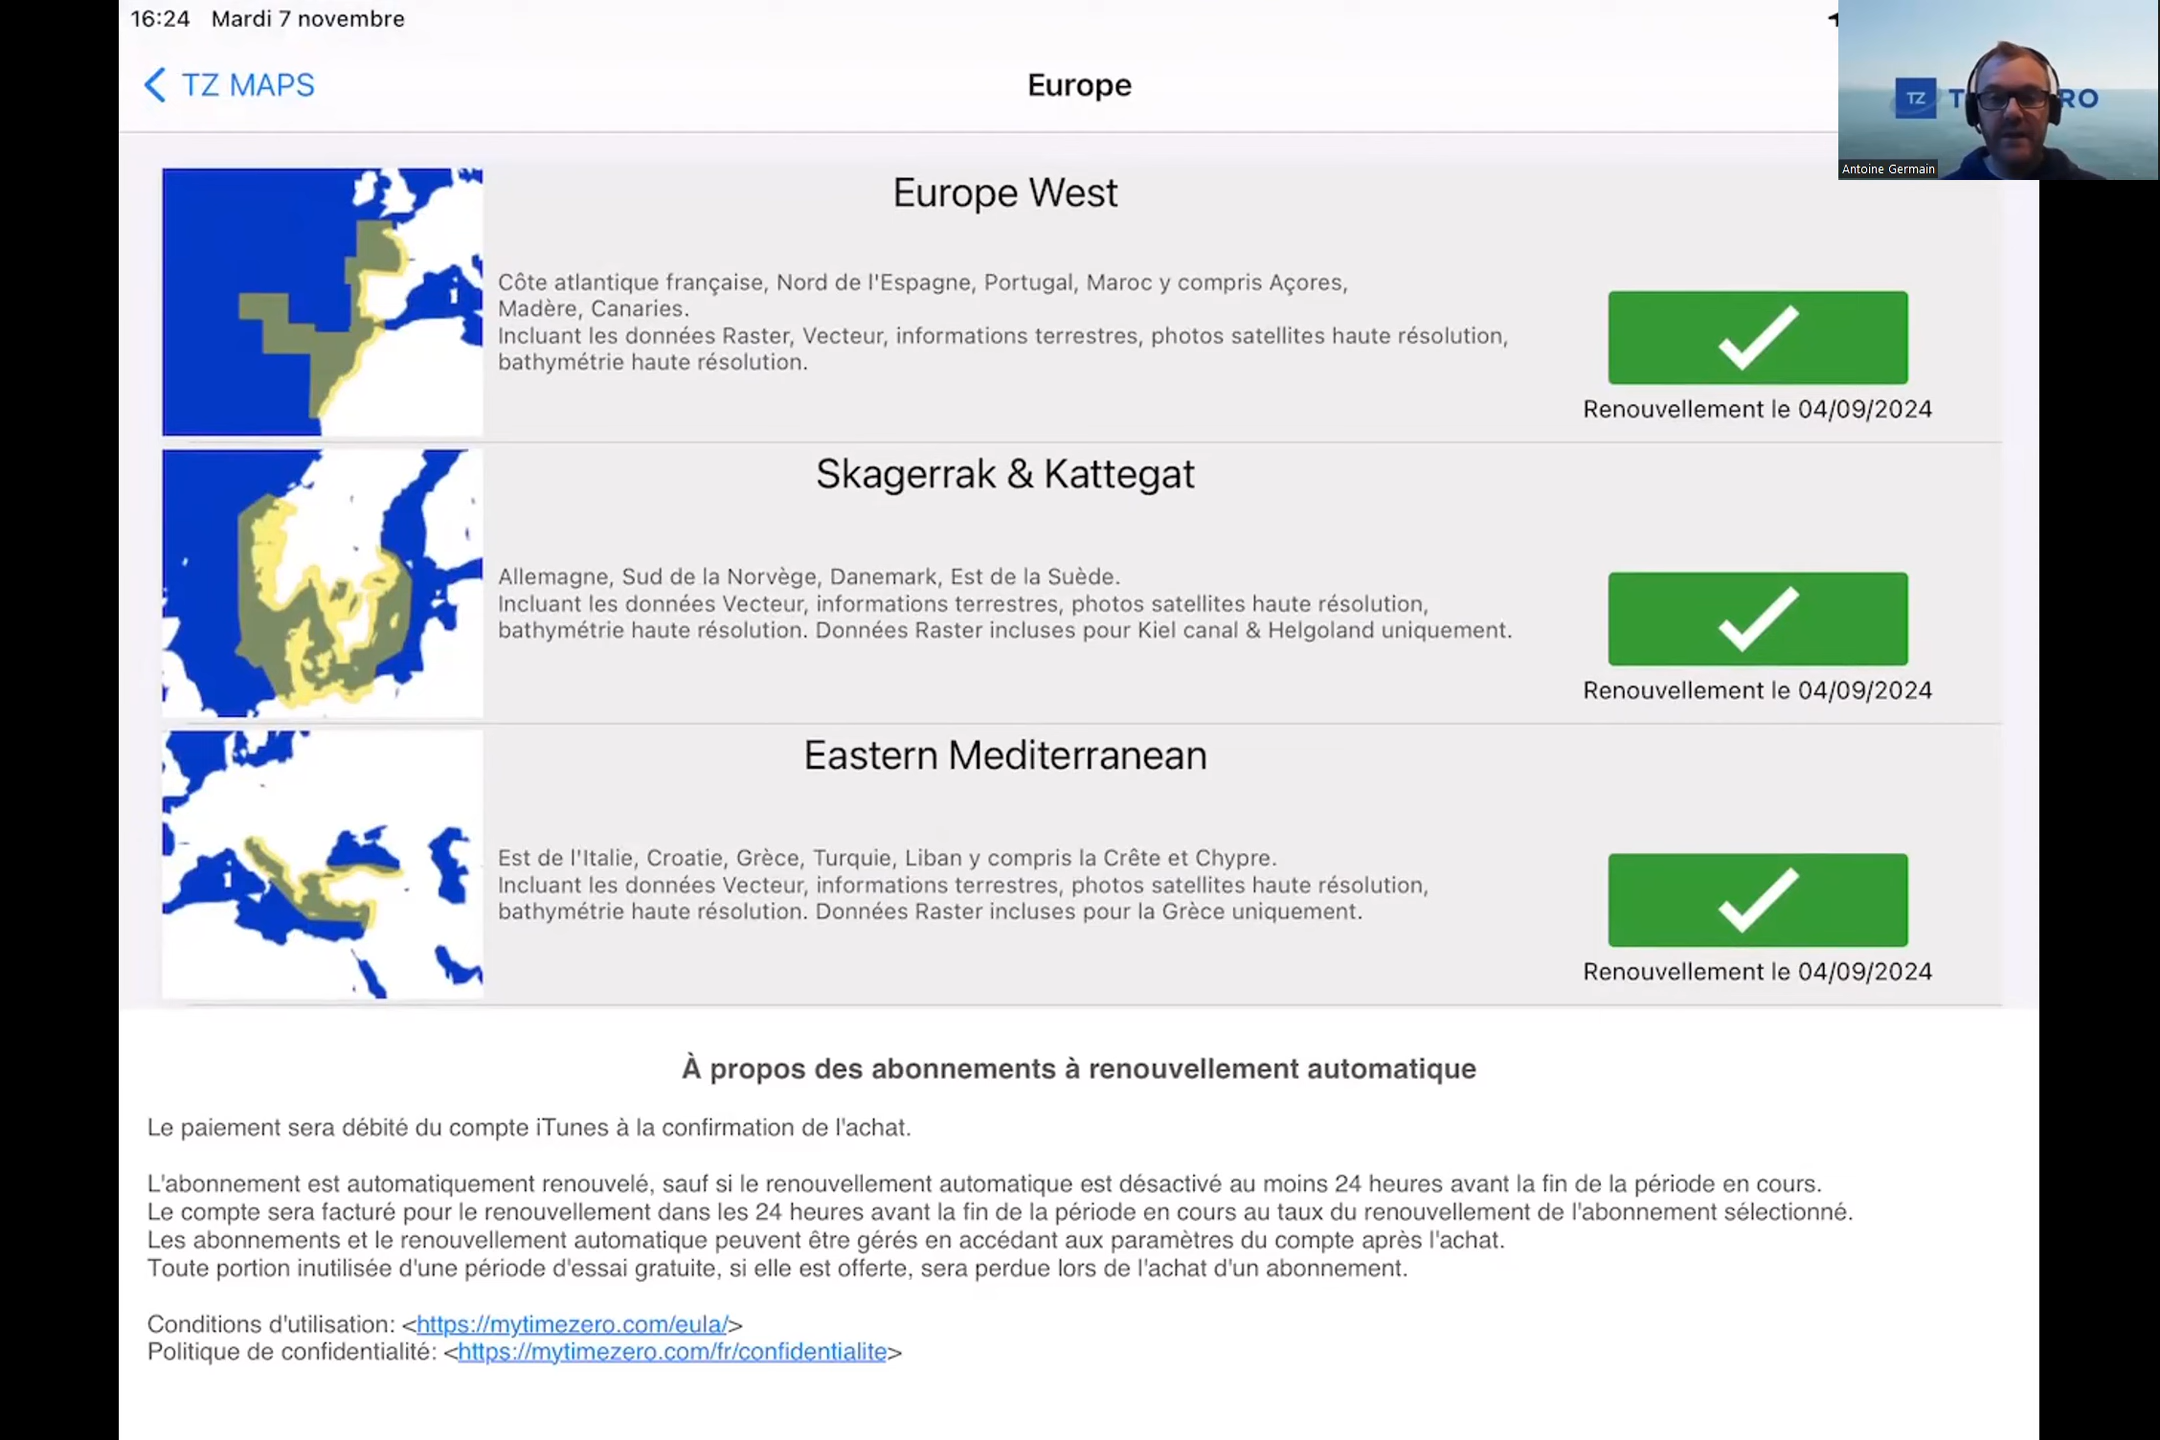 16:24 Mardi 7 novembre
TZ MAPS
Europe
TZ T RO
Antoine Germain
Europe West
Côte atlantique française, Nord de l'Espagne, Portugal, Maroc y compris Açores,
Madère, Canaries.
Incluant les données Raster, Vecteur, informations terrestres, photos satellites haute résolution,
bathymétrie haute résolution.
Renouvellement le 04/09/2024
Skagerrak & Kattegat
Allemagne, Sud de la Norvège, Danemark, Est de la Suède.
Incluant les données Vecteur, informations terrestres, photos satellites haute résolution,
bathymétrie haute résolution. Données Raster incluses pour Kiel canal & Helgoland uniquement.
Renouvellement le 04/09/2024
Eastern Mediterranean
Est de l'Italie, Croatie, Grèce, Turquie, Liban y compris la Crête et Chypre.
Incluant les données Vecteur, informations terrestres, photos satellites haute résolution,
bathymétrie haute résolution. Données Raster incluses pour la Grèce uniquement.
Renouvellement le 04/09/2024
À propos des abonnements à renouvellement automatique
Le paiement sera débité du compte iTunes à la confirmation de l'achat.
L'abonnement est automatiquement renouvelé, sauf si le renouvellement automatique est désactivé au moins 24 heures avant la fin de la période en cours.
Le compte sera facturé pour le renouvellement dans les 24 heures avant la fin de la période en cours au taux du renouvellement de l'abonnement sélectionné.
Les abonnements et le renouvellement automatique peuvent être gérés en accédant aux paramètres du compte après l'achat.
Toute portion inutilisée d'une période d'essai gratuite, si elle est offerte, sera perdue lors de l'achat d'un abonnement.
Conditions d'utilisation: <https://mytimezero.com/eula/>
Politique de confidentialité: <https://mytimezero.com/fr/confidentialite>